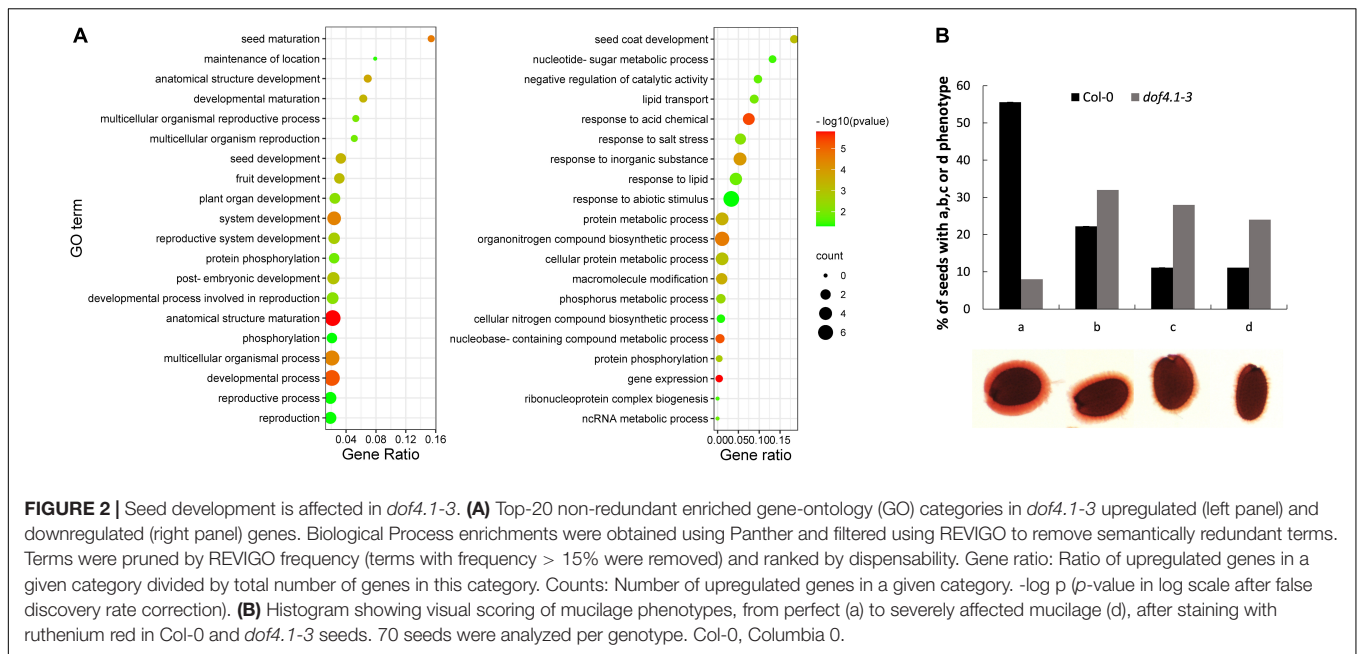 A
GO term
seed maturation
maintenance of location
anatomical structure development
developmental maturation
multicellular organismal reproductive process
multicellular organism reproduction
seed development
fruit development
plant organ development
system development
reproductive system development
protein phosphorylation
post- embryonic development
developmental process involved in reproduction
anatomical structure maturation
phosphorylation
multicellular organismal process
developmental process
reproductive process
reproduction
0.04 0.08 0.12 0.16
Gene Ratio
seed coat development
nucleotide- sugar metabolic process
negative regulation of catalytic activity
lipid transport
response to acid chemical
response to salt stress
response to inorganic substance
response to lipid
response to abiotic stimulus
protein metabolic process
organonitrogen compound biosynthetic process
cellular protein metabolic process
macromolecule modification
phosphorus metabolic process
cellular nitrogen compound biosynthetic process
nucleobase- containing compound metabolic process
protein phosphorylation
gene expression
ribonucleoprotein complex biogenesis
ncRNA metabolic process
0.000.050.100.15
Gene ratio
- log10(pvalue)
5
4
3
2
count
0
2
4
6
B
% of seeds with a,b,c or d phenotype
60
50
40
30
20
10
0
Col-0 dof4.1-3
a b c d
FIGURE 2 | Seed development is affected in dof4.1-3. (A) Top-20 non-redundant enriched gene-ontology (GO) categories in dof4.1-3 upregulated (left panel) and
downregulated (right panel) genes. Biological Process enrichments were obtained using Panther and filtered using REVIGO to remove semantically redundant terms.
Terms were pruned by REVIGO frequency (terms with frequency > 15% were removed) and ranked by dispensability. Gene ratio: Ratio of upregulated genes in a
given category divided by total number of genes in this category. Counts: Number of upregulated genes in a given category. -log p (p-value in log scale after false
discovery rate correction). (B) Histogram showing visual scoring of mucilage phenotypes, from perfect (a) to severely affected mucilage (d), after staining with
ruthenium red in Col-0 and dof4.1-3 seeds. 70 seeds were analyzed per genotype. Col-0, Columbia 0.